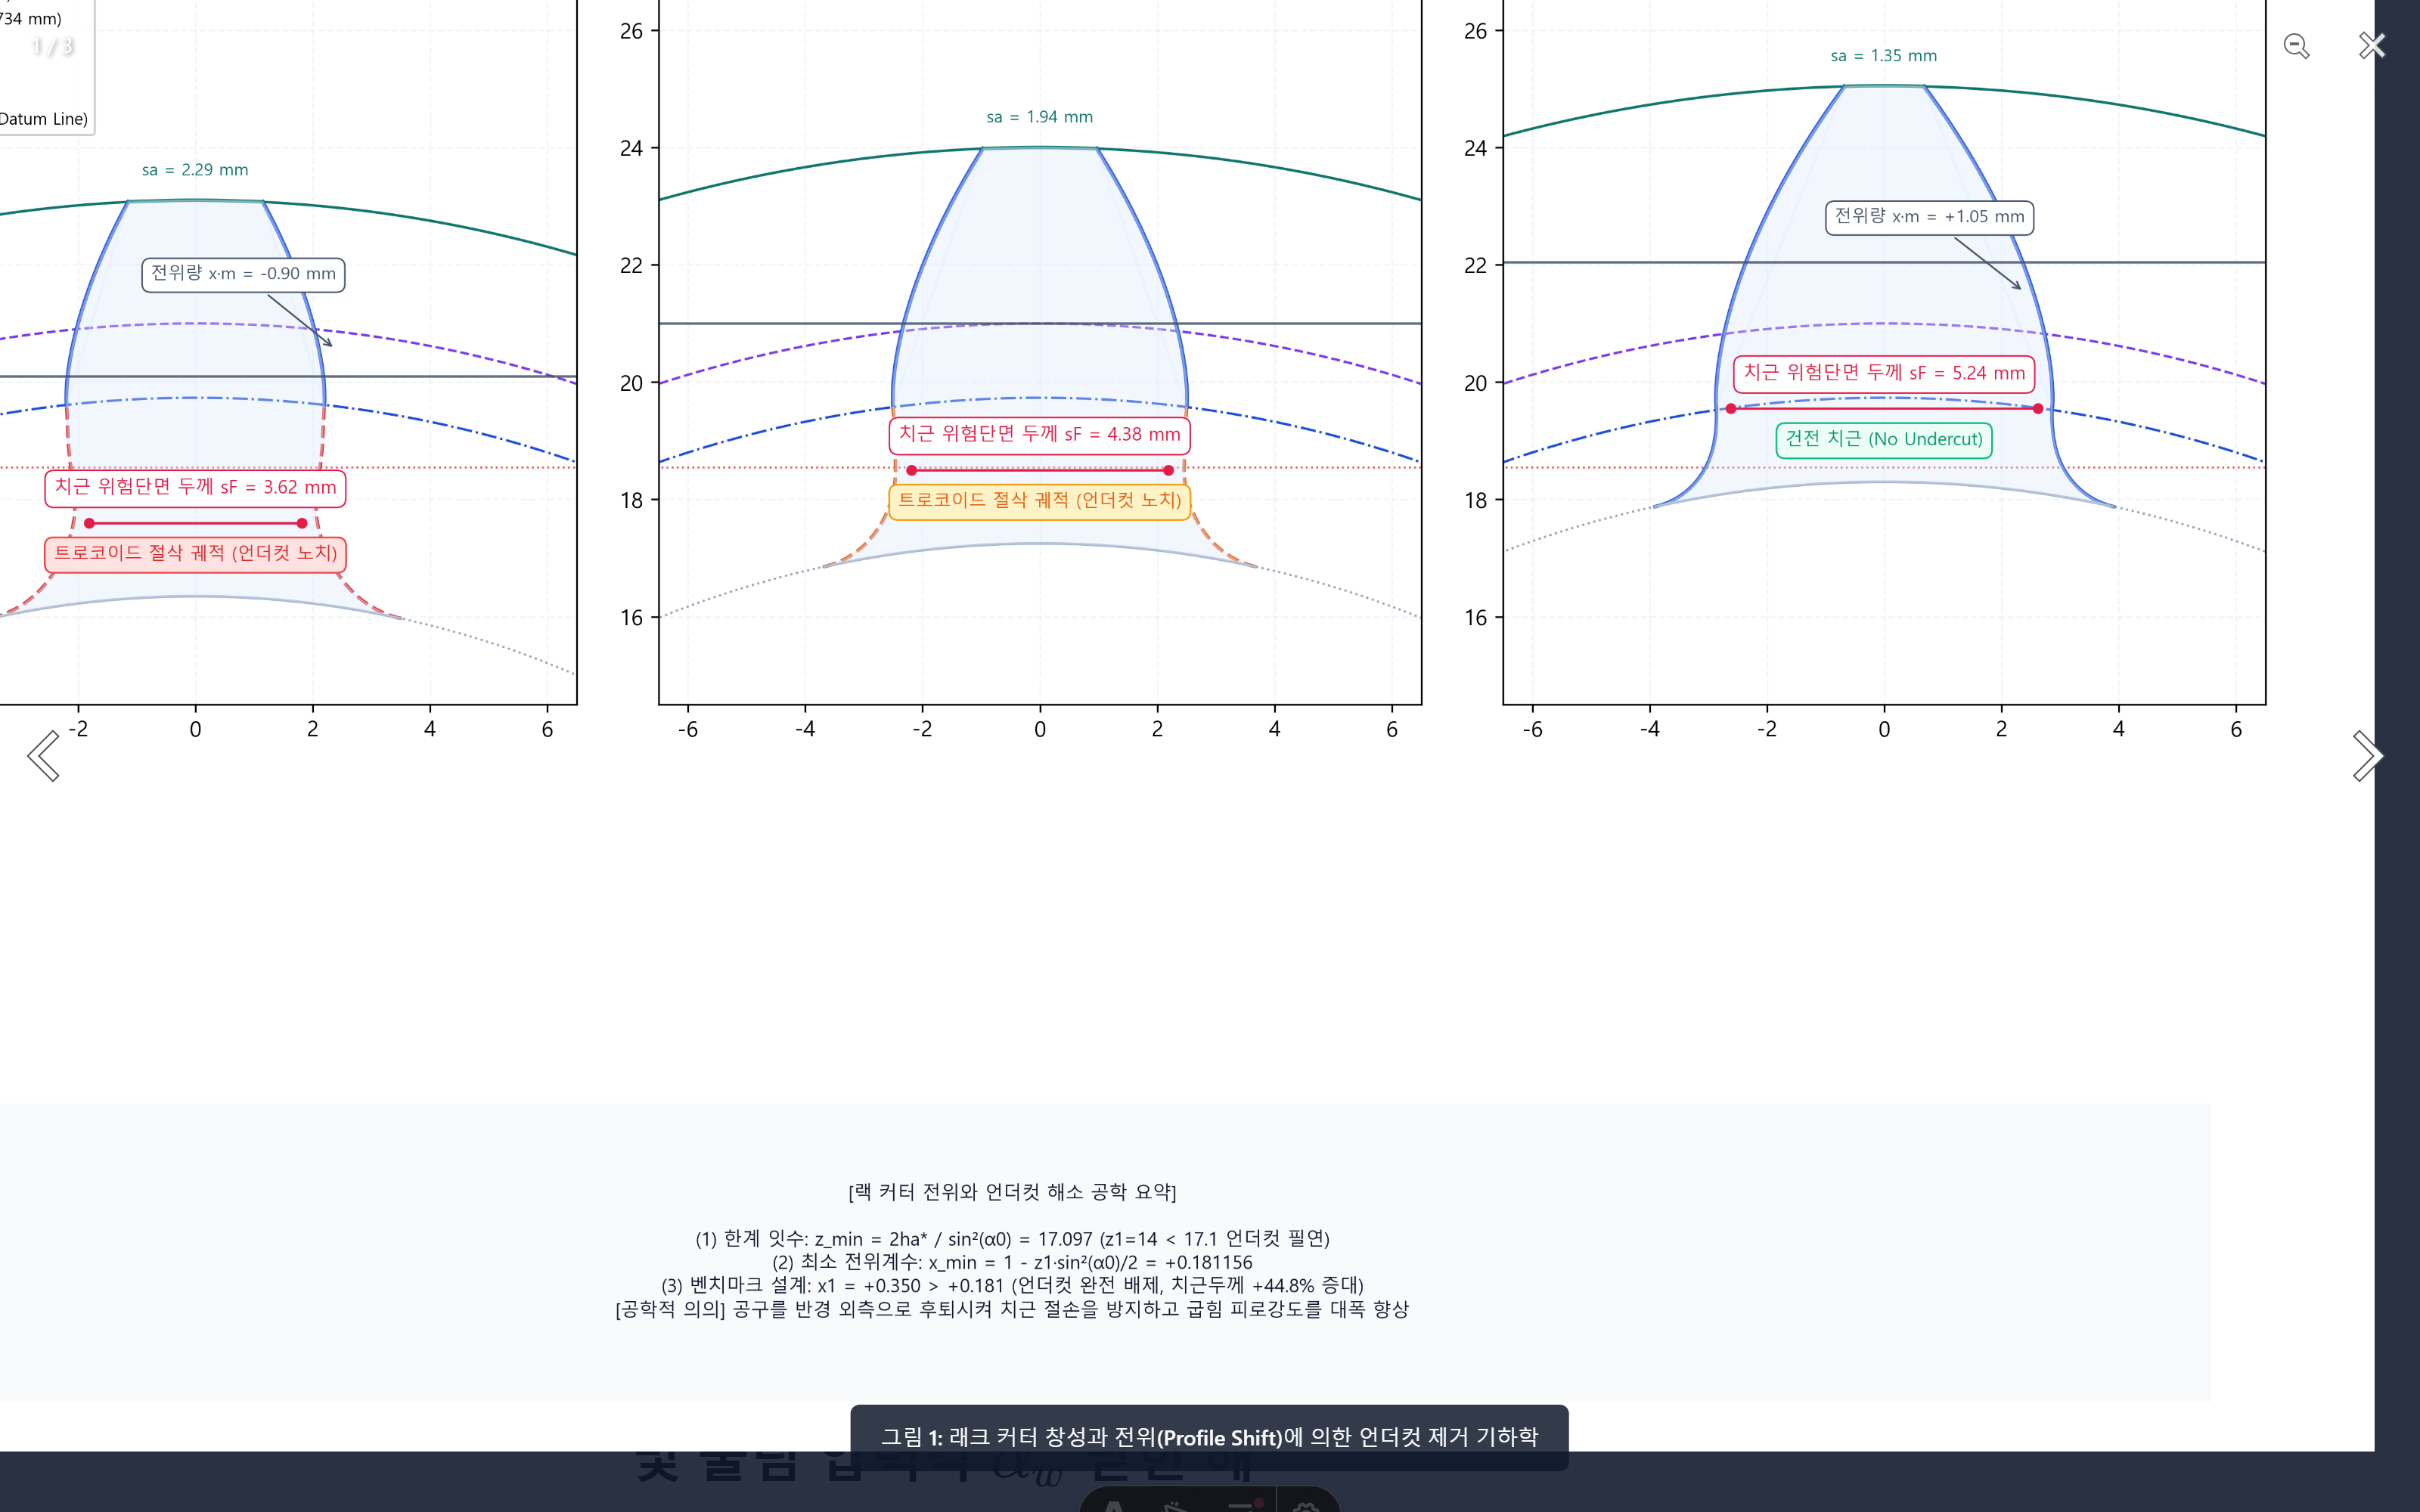 734 mm)
1 / 3
Datum Line)
sa = 2.29 mm
전위량 x·m = -0.90 mm
치근 위험단면 두께 sF = 3.62 mm
트로코이드 절삭 궤적 (언더컷 노치)
-2
0
2
4
6
26
24
22
20
18
16
sa = 1.94 mm
치근 위험단면 두께 sF = 4.38 mm
트로코이드 절삭 궤적 (언더컷 노치)
-6
-4
-2
0
2
4
6
26
24
22
20
18
16
sa = 1.35 mm
전위량 x·m = +1.05 mm
치근 위험단면 두께 sF = 5.24 mm
건전 치근 (No Undercut)
-6
-4
-2
0
2
4
6
[랙 커터 전위와 언더컷 해소 공학 요약]
(1) 한계 잇수: z_min = 2ha* / sin²(α0) = 17.097 (z1=14 < 17.1 언더컷 필연)
(2) 최소 전위계수: x_min = 1 - z1·sin²(α0)/2 = +0.181156
(3) 벤치마크 설계: x1 = +0.350 > +0.181 (언더컷 완전 배제, 치근두께 +44.8% 증대)
[공학적 의의] 공구를 반경 외측으로 후퇴시켜 치근 절손을 방지하고 굽힘 피로강도를 대폭 향상
그림 1: 래크 커터 창성과 전위(Profile Shift)에 의한 언더컷 제거 기하학